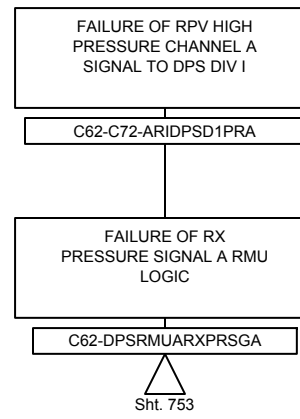 FAILURE OF RPV HIGH
PRESSURE CHANNEL A
SIGNAL TO DPS DIV I
C62-C72-ARIDPSD1PRA
FAILURE OF RX
PRESSURE SIGNAL A RMU
LOGIC
C62-DPSRMUARXPRSGA
Sht. 753